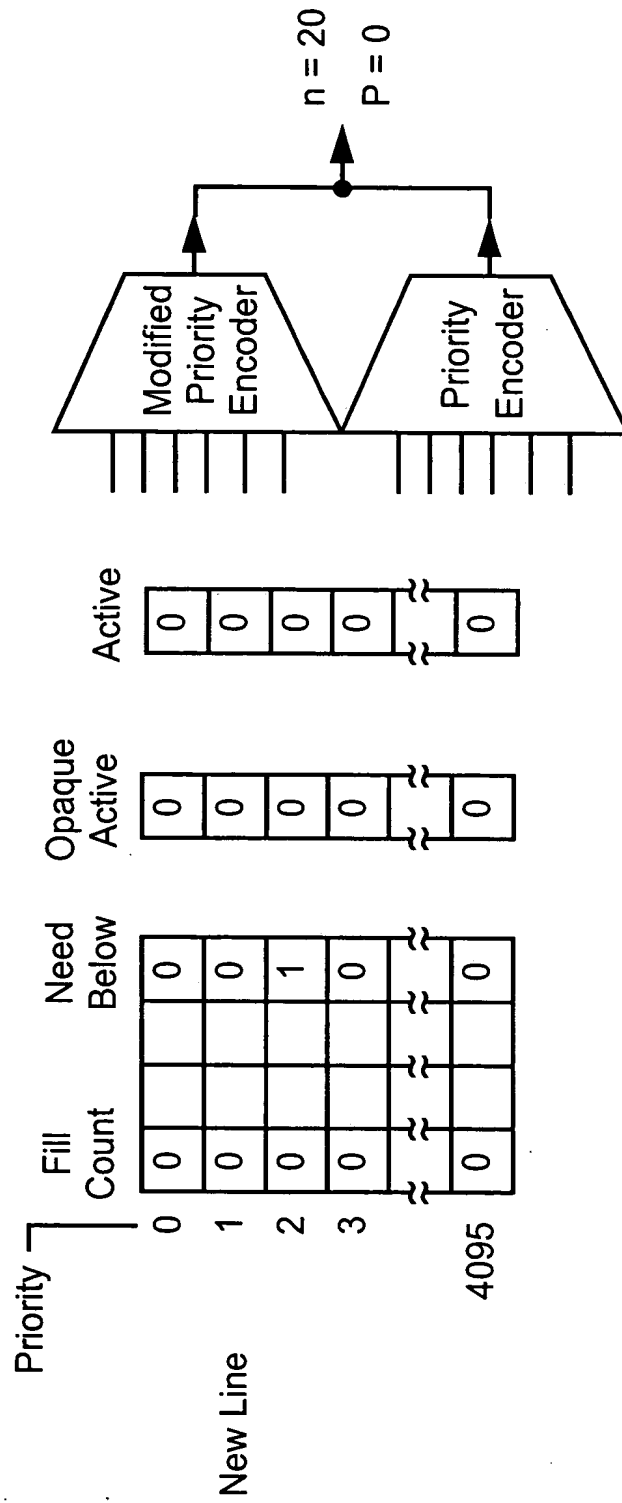 Priority
New Line
Fill Count
Need Below
Opaque Active
Active
0 0 0 0 0
1 0 0 0 0
2 0 1 0 0
3 0 0 0 0
4095 0 0 0 0
Modified Priority Encoder
Priority Encoder
n = 20
P = 0